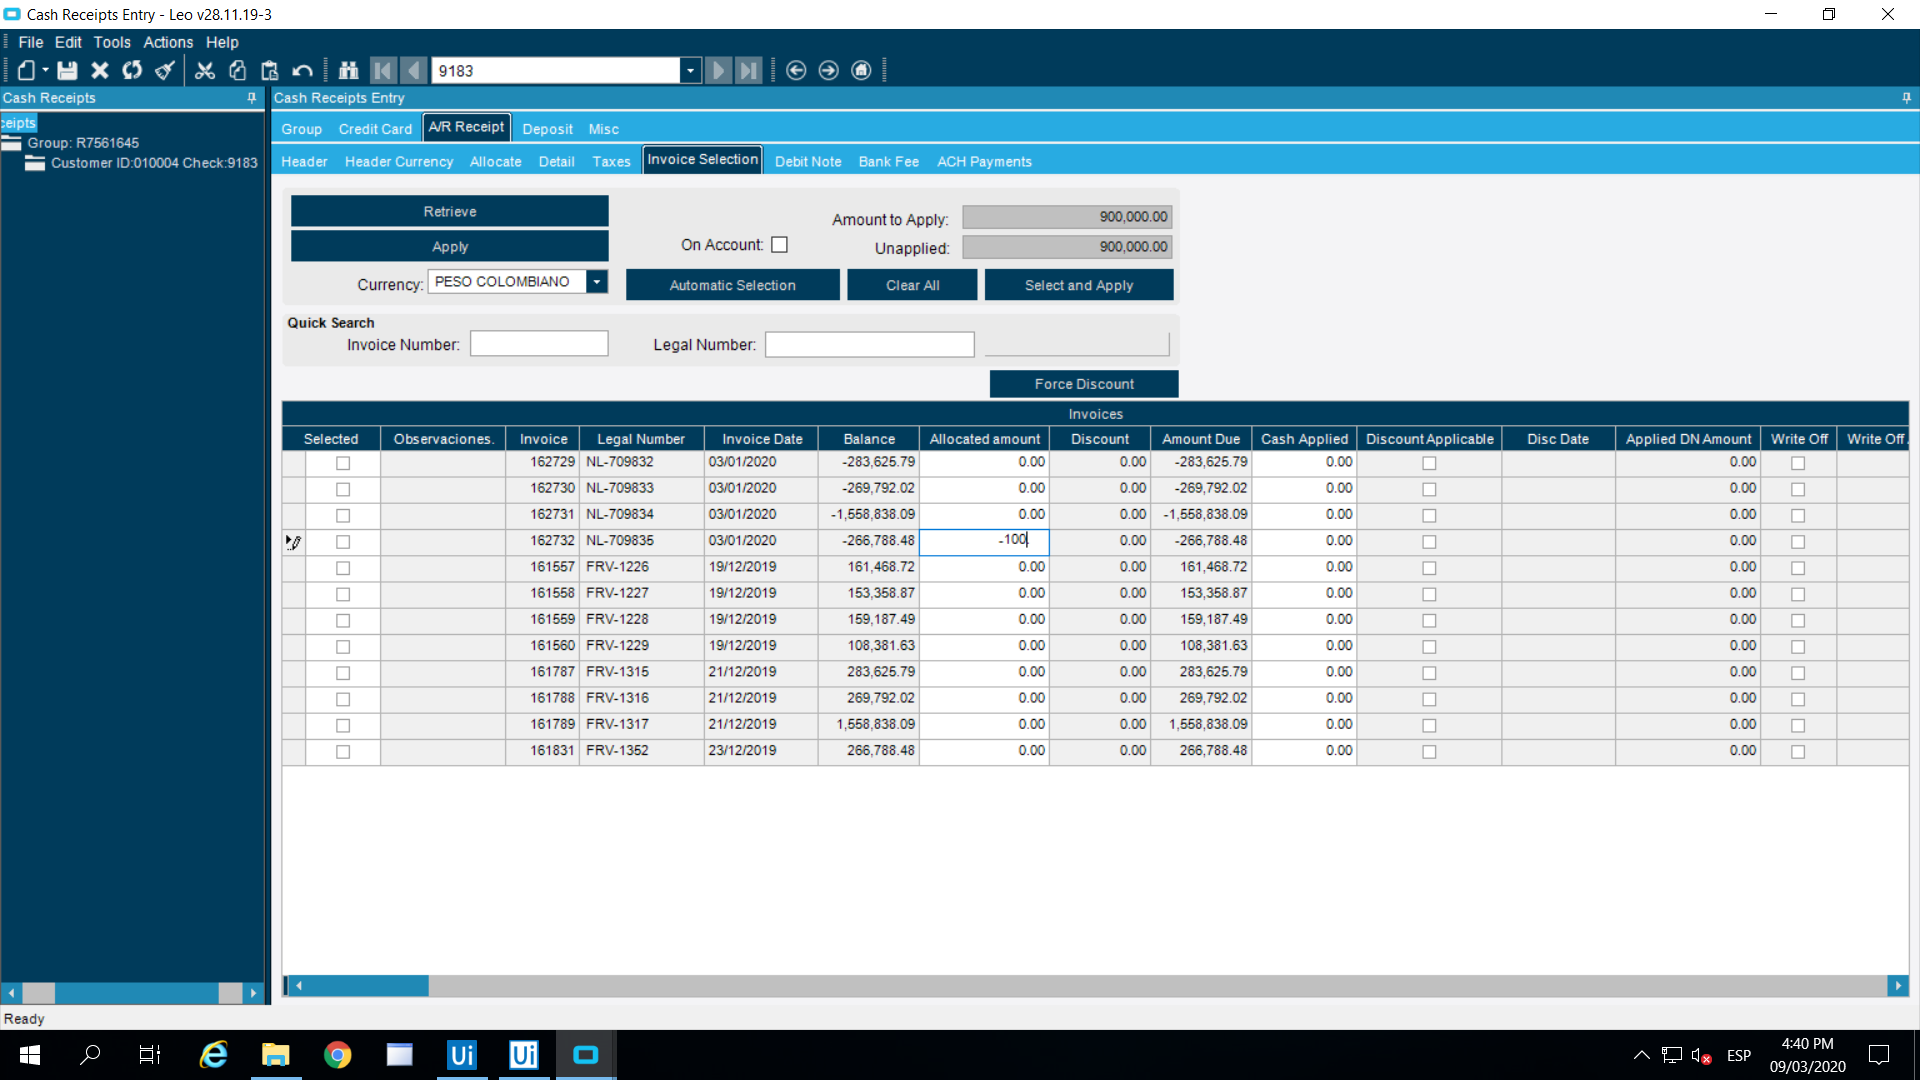 Cash Receipts Entry - Leo v28.11.19-3
File Edit Tools Actions Help
9183
Cash Receipts
Cash Receipts Entry
ceipts
Group: R7561645
Customer ID:010004 Check:9183
Group Credit Card A/R Receipt Deposit Misc
Header Header Currency Allocate Detail Taxes Invoice Selection Debit Note Bank Fee ACH Payments
Retrieve
Apply
Currency: PESO COLOMBIANO
On Account:
Amount to Apply: 900,000.00
Unapplied: 900,000.00
Automatic Selection Clear All Select and Apply
Quick Search
Invoice Number: Legal Number:
Force Discount
Invoices
Selected Observaciones. Invoice Legal Number Invoice Date Balance Allocated amount Discount Amount Due Cash Applied Discount Applicable Disc Date Applied DN Amount Write Off Write Off.
162729 NL-709832 03/01/2020 -283,625.79 0.00 0.00 -283,625.79 0.00 0.00
162730 NL-709833 03/01/2020 -269,792.02 0.00 0.00 -269,792.02 0.00 0.00
162731 NL-709834 03/01/2020 -1,558,838.09 0.00 0.00 -1,558,838.09 0.00 0.00
162732 NL-709835 03/01/2020 -266,788.48 -100 0.00 -266,788.48 0.00 0.00
161557 FRV-1226 19/12/2019 161,468.72 0.00 0.00 161,468.72 0.00 0.00
161558 FRV-1227 19/12/2019 153,358.87 0.00 0.00 153,358.87 0.00 0.00
161559 FRV-1228 19/12/2019 159,187.49 0.00 0.00 159,187.49 0.00 0.00
161560 FRV-1229 19/12/2019 108,381.63 0.00 0.00 108,381.63 0.00 0.00
161787 FRV-1315 21/12/2019 283,625.79 0.00 0.00 283,625.79 0.00 0.00
161788 FRV-1316 21/12/2019 269,792.02 0.00 0.00 269,792.02 0.00 0.00
161789 FRV-1317 21/12/2019 1,558,838.09 0.00 0.00 1,558,838.09 0.00 0.00
161831 FRV-1352 23/12/2019 266,788.48 0.00 0.00 266,788.48 0.00 0.00
Ready
Ui Ui
ESP
4:40 PM
09/03/2020